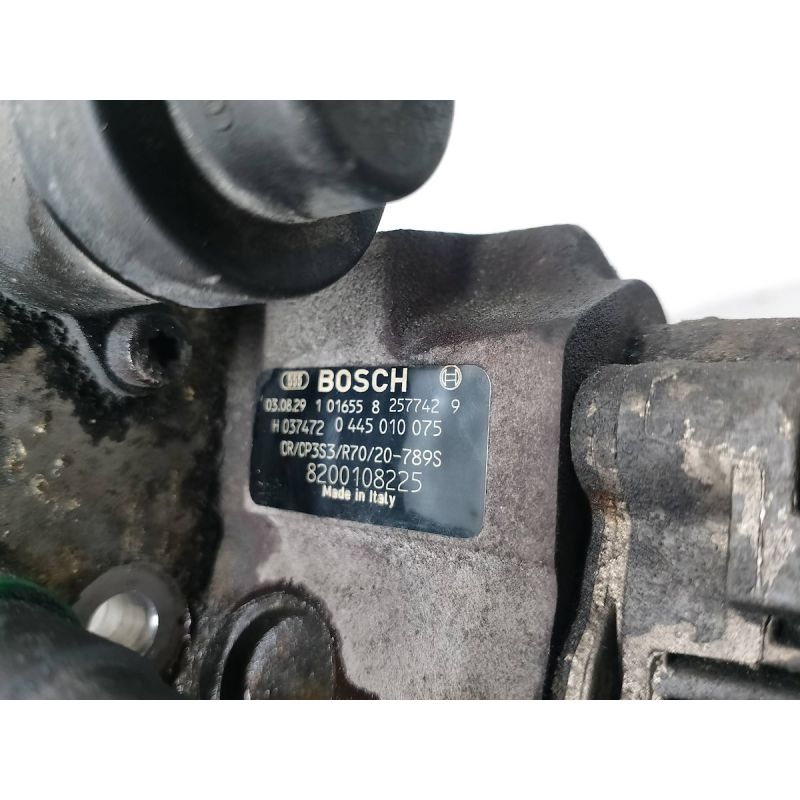 BOSCH
03.08.29 1 01655 8 257742 9
H 037472 0 445 010 075
CR/CP3S3/R70/20-789S
8200108225
Made in Italy